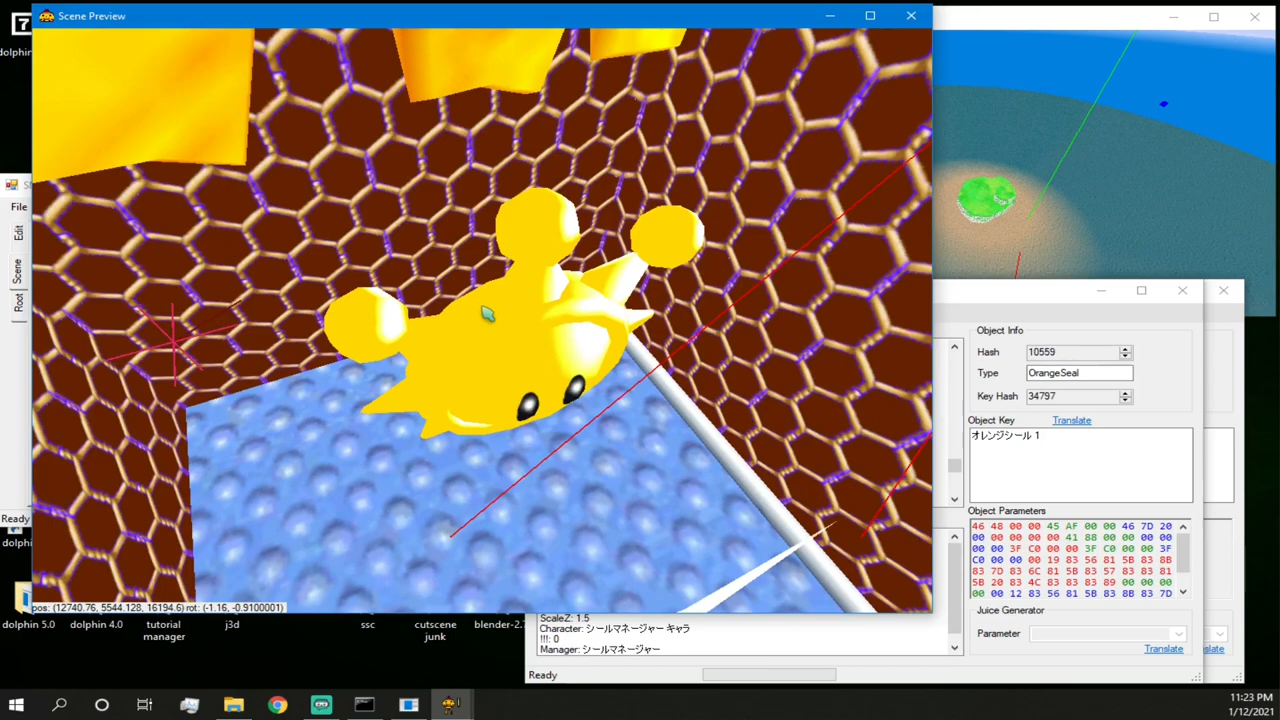 Scene Preview
7
dolphin
File
Edit
Scene
Root
Ready
dolphi
pos: (12740.76, 5544.128, 16194.6) rot: (-1.16, -0.9100001)
dolphin 5.0
dolphin 4.0
tutorial
manager
j3d
ssc
cutscene
junk
blender-2.7
Object Info
Hash
10559
Type
OrangeSeal
Key Hash
34797
Object Key
Translate
オレンジシール 1
Object Parameters
46 48 00 00 45 AF 00 00 46 7D 20
00 00 00 00 00 41 88 00 00 00 00
00 00 3F C0 00 00 3F C0 00 00 3F
C0 00 00 00 19 83 56 81 5B 83 8B
83 7D 83 6C 81 5B 83 57 83 83 81
5B 20 83 4C 83 83 83 89 00 00 00
00 00 12 83 56 81 5B 83 8B 83 7D
Juice Generator
Parameter
Translate
slate
ScaleZ: 1.5
Character: シールマネージャー キャラ
!!!: 0
Manager: シールマネージャー
Ready
11:23 PM
1/12/2021